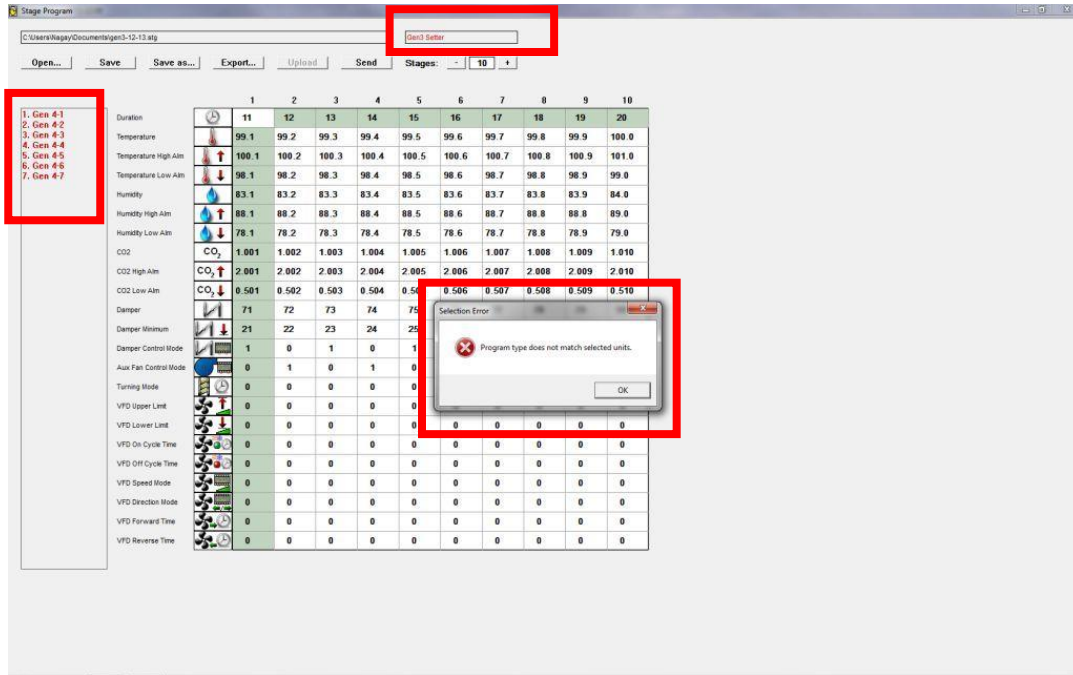 Stage Program
C:\Users\Nagay\Documents\gen3-12-13.stg Gen3 Setter
Open... Save Save as... Export... Upload Send Stages: - 10 +
1 2 3 4 5 6 7 8 9 10
1. Gen 4-1
2. Gen 4-2
3. Gen 4-3
4. Gen 4-4
5. Gen 4-5
6. Gen 4-6
7. Gen 4-7
Duration 11 12 13 14 15 16 17 18 19 20
Temperature 99.1 99.2 99.3 99.4 99.5 99.6 99.7 99.8 99.9 100.0
Temperature High Alm 100.1 100.2 100.3 100.4 100.5 100.6 100.7 100.8 100.9 101.0
Temperature Low Alm 98.1 98.2 98.3 98.4 98.5 98.6 98.7 98.8 98.9 99.0
Humidity 83.1 83.2 83.3 83.4 83.5 83.6 83.7 83.8 83.9 84.0
Humidity High Alm 88.1 88.2 88.3 88.4 88.5 88.6 88.7 88.8 88.8 89.0
Humidity Low Alm 78.1 78.2 78.3 78.4 78.5 78.6 78.7 78.8 78.9 79.0
CO2 CO2 1.001 1.002 1.003 1.004 1.005 1.006 1.007 1.008 1.009 1.010
CO2 High Alm CO2 2.001 2.002 2.003 2.004 2.005 2.006 2.007 2.008 2.009 2.010
CO2 Low Alm CO2 0.501 0.502 0.503 0.504 0.506 0.507 0.508 0.509 0.510
Damper 71 72 73 74 75
Damper Minimum 21 22 23 24 25
Damper Control Mode 1 0 1 0 1
Aux Fan Control Mode 0 1 0 1 0
Turning Mode 0 0 0 0 0
VFD Upper Limit 0 0 0 0 0
VFD Lower Limit 0 0 0 0 0 0 0 0 0 0
VFD On Cycle Time 0 0 0 0 0 0 0 0 0 0
VFD Off Cycle Time 0 0 0 0 0 0 0 0 0 0
VFD Speed Mode 0 0 0 0 0 0 0 0 0 0
VFD Direction Mode 0 0 0 0 0 0 0 0 0 0
VFD Forward Time 0 0 0 0 0 0 0 0 0 0
VFD Reverse Time 0 0 0 0 0 0 0 0 0 0
Selection Error
Program type does not match selected units.
OK